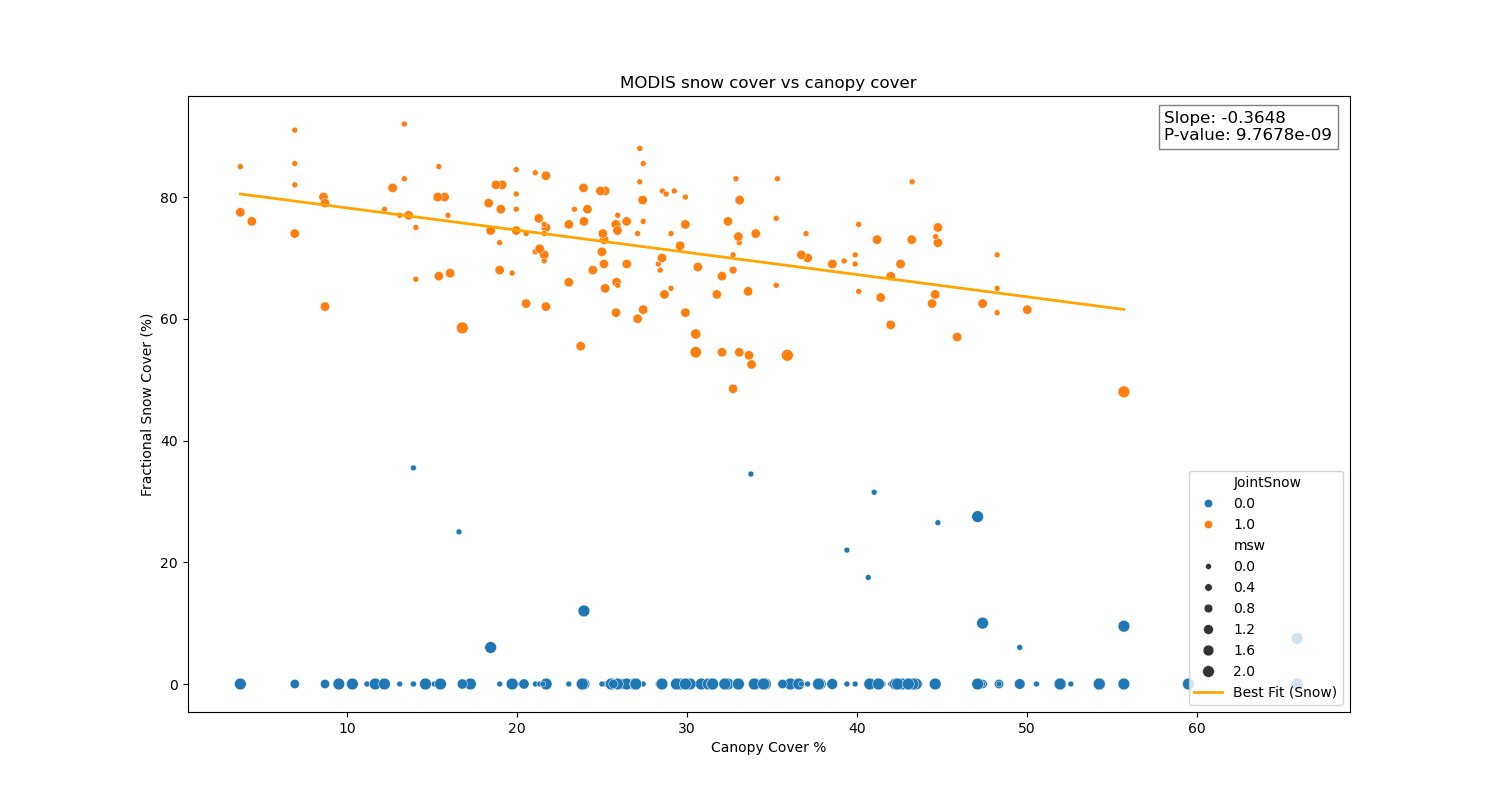 MODIS snow cover vs canopy cover
Slope: -0.3648
P-value: 9.7678e-09
Fractional Snow Cover (%)
80
60
40
20
0
JointSnow
0.0
1.0
msw
0.0
0.4
0.8
1.2
1.6
2.0
Best Fit (Snow)
10
20
30
40
50
60
Canopy Cover %